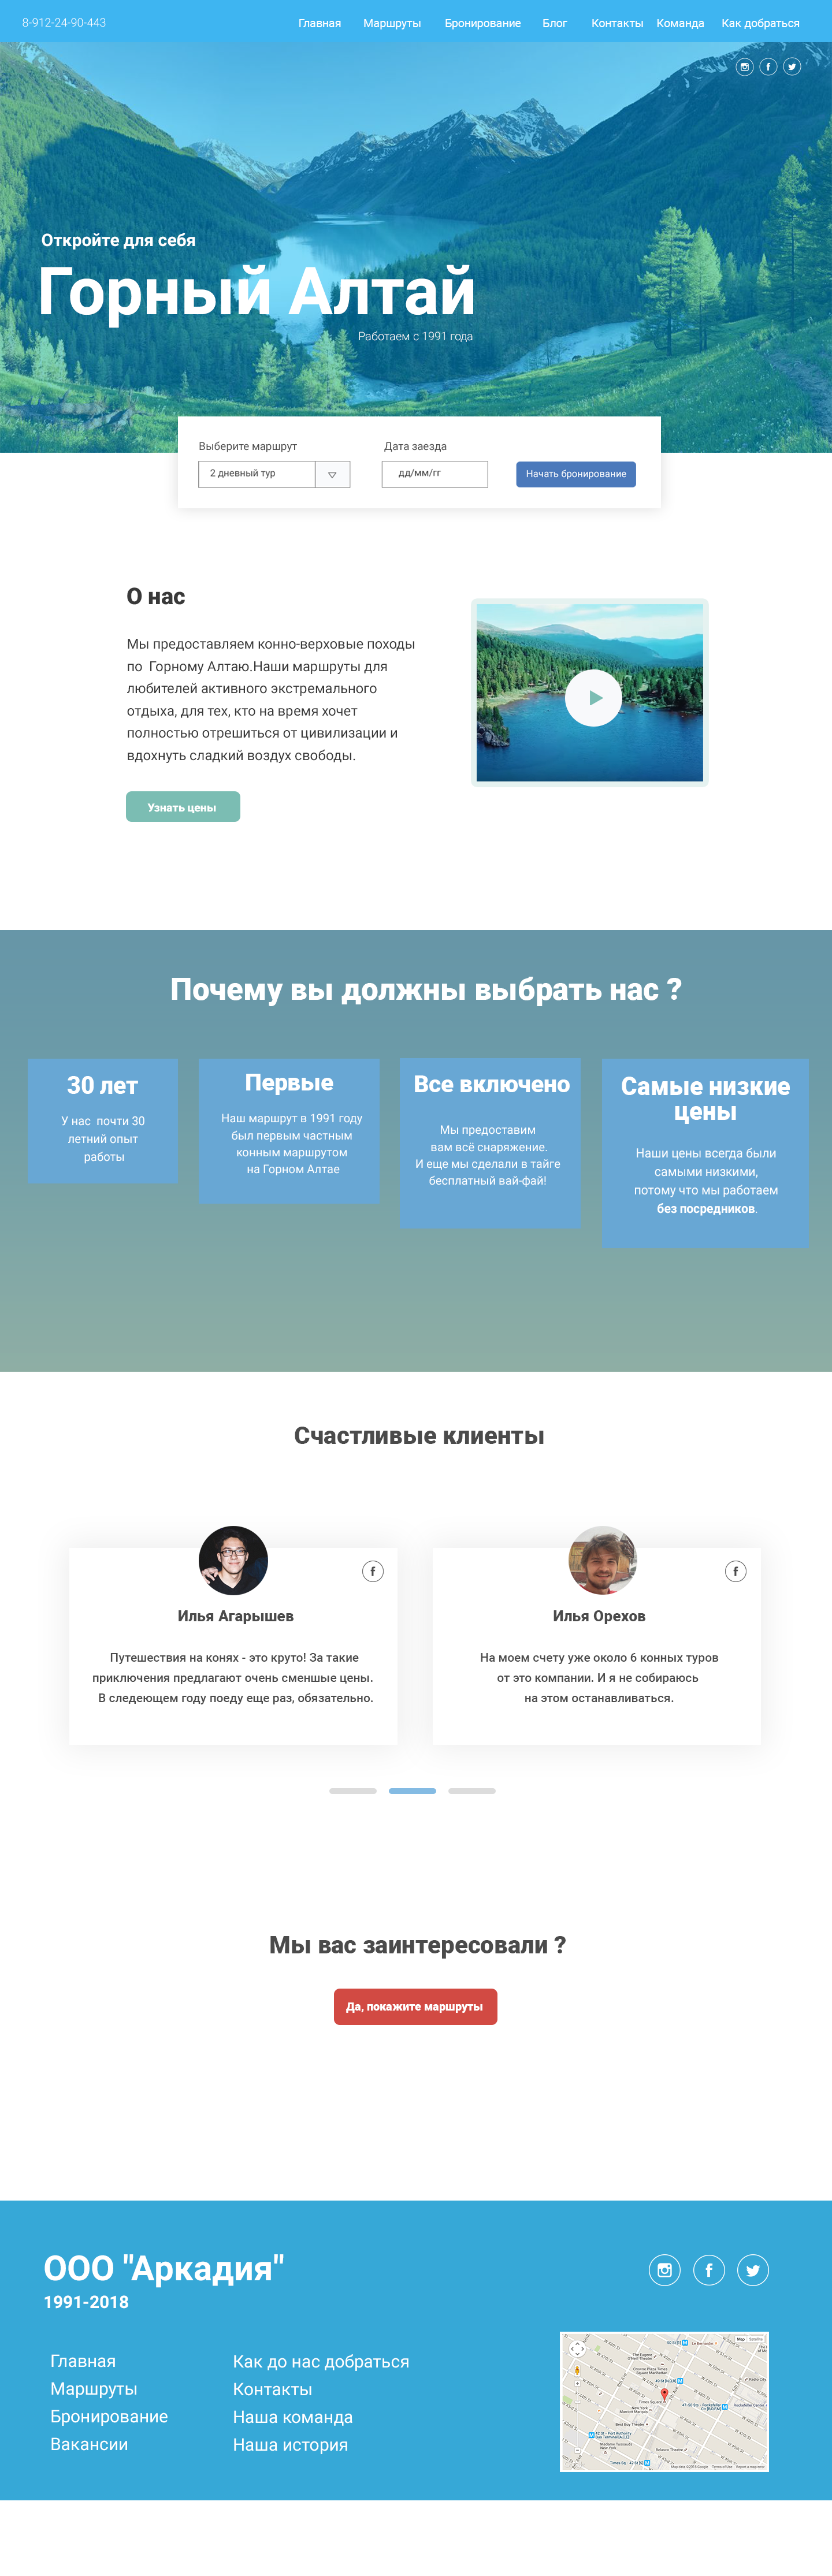 8-912-24-90-443
Главная Маршруты Бронирование Блог Контакты Команда Как добраться
Откройте для себя
Горный Алтай
Работаем с 1991 года
Выберите маршрут
Дата заезда
2 дневный тур
дд/мм/гг
Начать бронирование
О нас
Мы предоставляем конно-верховые походы
по Горному Алтаю.Наши маршруты для
любителей активного экстремального
отдыха, для тех, кто на время хочет
полностью отрешиться от цивилизации и
вдохнуть сладкий воздух свободы.
Узнать цены
Почему вы должны выбрать нас ?
30 лет
У нас почти 30
летний опыт
работы
Первые
Наш маршрут в 1991 году
был первым частным
конным маршрутом
на Горном Алтае
Все включено
Мы предоставим
вам всё снаряжение.
И еще мы сделали в тайге
бесплатный вай-фай!
Самые низкие
цены
Наши цены всегда были
самыми низкими,
потому что мы работаем
без посредников.
Счастливые клиенты
Илья Агарышев
Путешествия на конях - это круто! За такие
приключения предлагают очень сменшые цены.
В следеющем году поеду еще раз, обязательно.
Илья Орехов
На моем счету уже около 6 конных туров
от это компании. И я не собираюсь
на этом останавливаться.
Мы вас заинтересовали ?
Да, покажите маршруты
ООО "Аркадия"
1991-2018
Главная
Маршруты
Бронирование
Вакансии
Как до нас добраться
Контакты
Наша команда
Наша история